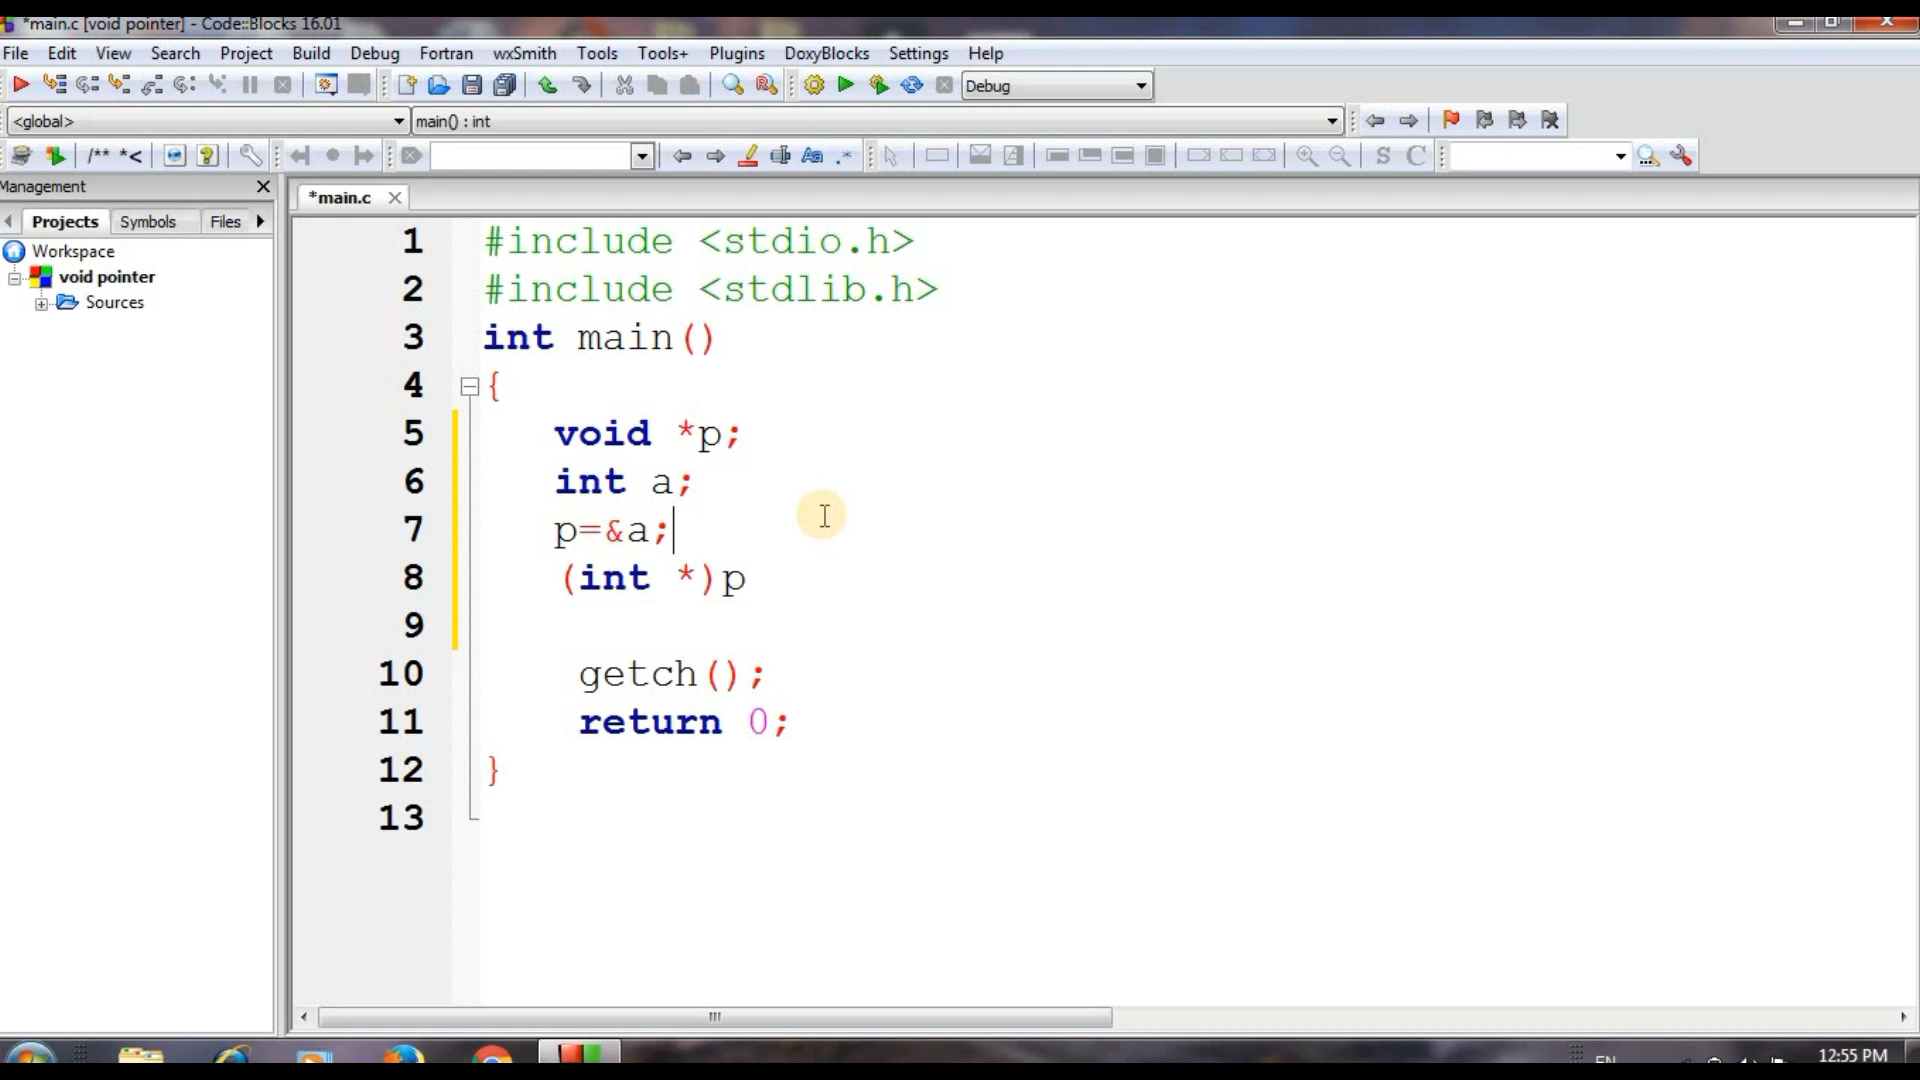 *main.c [void pointer] - Code::Blocks 16.01
File Edit View Search Project Build Debug Fortran wxSmith Tools Tools+ Plugins DoxyBlocks Settings Help
Debug
<global> main() : int
/** *< Aa .* S C
Management
*main.c
Projects Symbols Files
Workspace
void pointer
Sources
1 #include <stdio.h>
2 #include <stdlib.h>
3 int main()
4 {
5 void *p;
6 int a;
7 p=&a;
8 (int *)p
9
10 getch();
11 return 0;
12 }
13
EN 12:55 PM